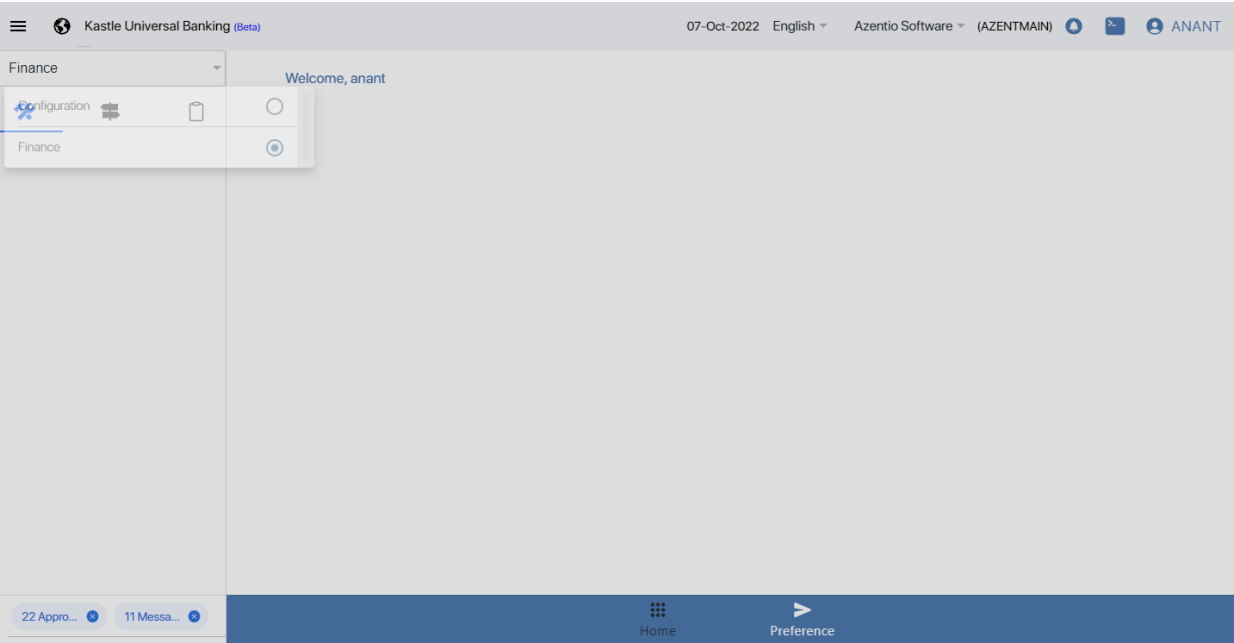 Kastle Universal Banking (Beta)
07-Oct-2022 English Azentio Software (AZENTMAIN) ANANT
Finance
Welcome, anant
Configuration
Finance
22 Appro... 11 Messa...
Home Preference